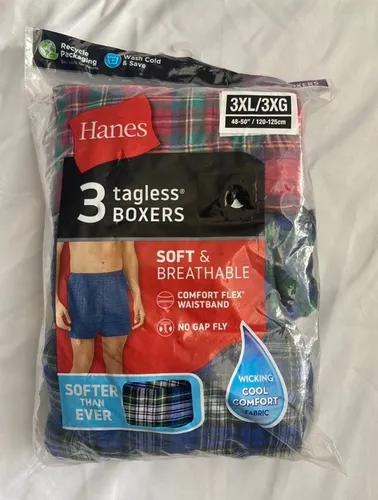 Recycle
Packaging
Wash Cold
& Save
BOXERS
3XL/3XG
48-50" / 120-125cm
Hanes
3 tagless®
BOXERS
SOFT &
BREATHABLE
COMFORT FLEX®
WAISTBAND
NO GAP FLY
SOFTER
THAN
EVER
WICKING
COOL
COMFORT
FABRIC